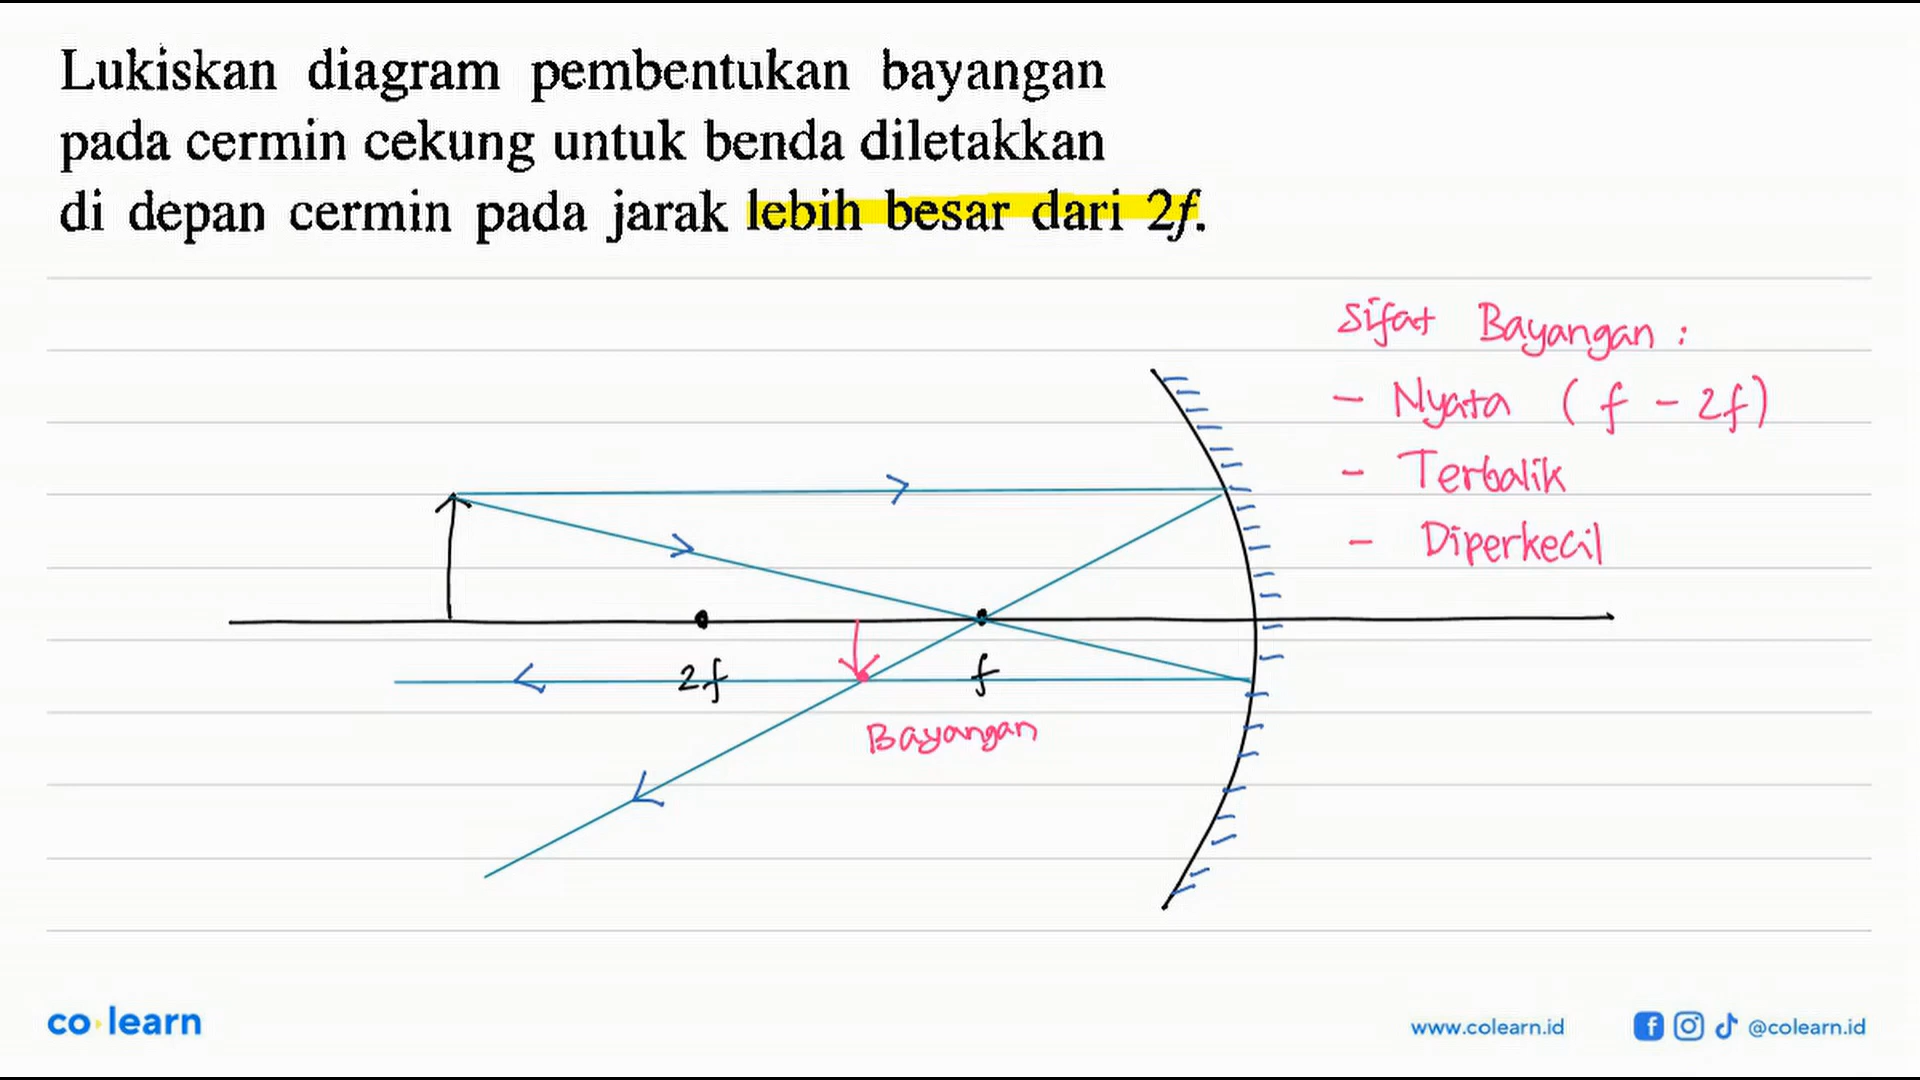 Lukiskan diagram pembentukan bayangan
pada cermin cekung untuk benda diletakkan
di depan cermin pada jarak lebih besar dari 2f.
Sifat Bayangan :
- Nyata (f - 2f)
- Terbalik
- Diperkecil
2f
f
Bayangan
co learn
www.colearn.id
@colearn.id